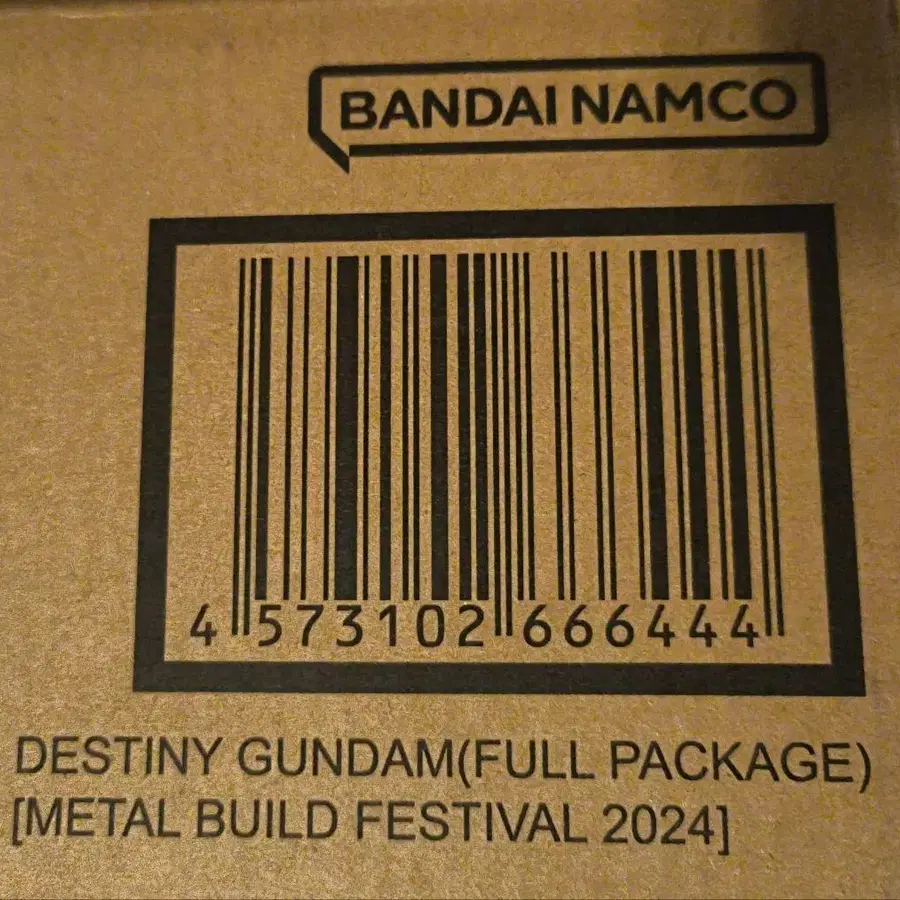 BANDAI NAMCO
4 573102 666444
DESTINY GUNDAM(FULL PACKAGE)
[METAL BUILD FESTIVAL 2024]